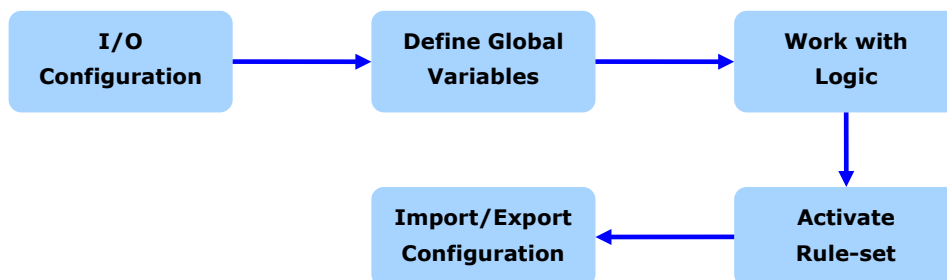 I/O
Configuration
Define Global
Variables
Work with
Logic
Activate
Rule-set
Import/Export
Configuration